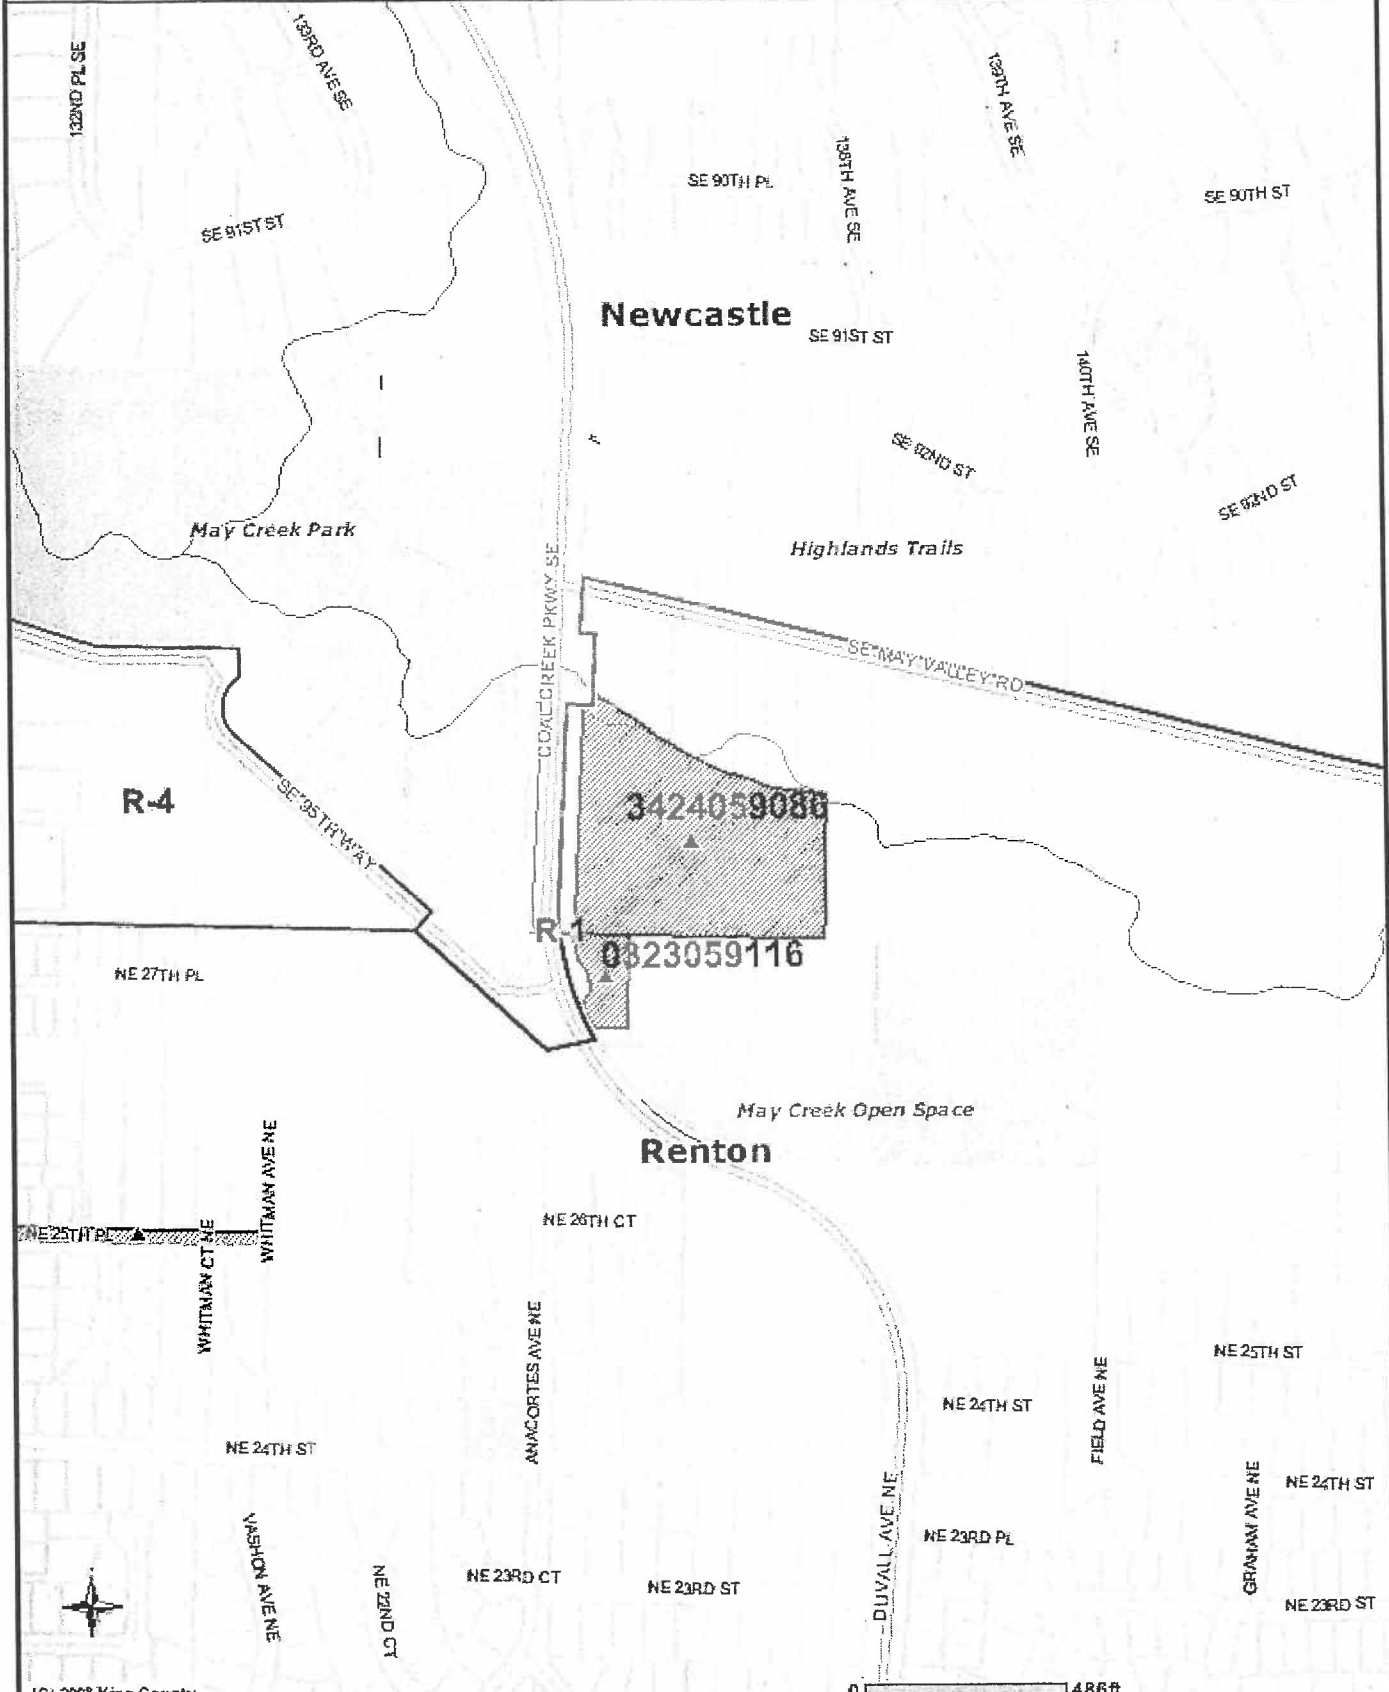 132ND PL SE
133RD AVE SE
139TH AVE SE
138TH AVE SE
SE 90TH PL
SE 90TH ST
SE 91ST ST
Newcastle
SE 91ST ST
140TH AVE SE
SE 92ND ST
SE 92ND ST
May Creek Park
Highlands Trails
COAL CREEK PKWY SE
SE MAY VALLEY RD
R-4
SE 95TH WAY
3424059086
R-1
0323059116
NE 27TH PL
May Creek Open Space
Renton
WHITMAN AVE NE
NE 25TH PL
WHITMAN CT NE
NE 26TH CT
ANACORTES AVE NE
NE 25TH ST
FIELD AVE NE
NE 24TH ST
NE 24TH ST
GRAHAM AVE NE
NE 24TH ST
DUVALL AVE NE
VASHON AVE NE
NE 23RD PL
NE 22ND CT
NE 23RD CT
NE 23RD ST
NE 23RD ST
(C) 2008 King County
0 486ft